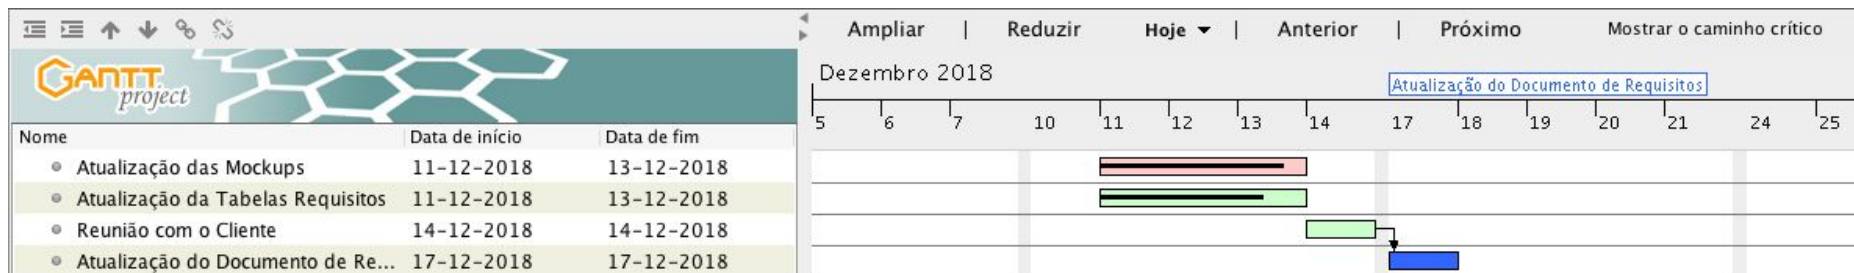 Ampliar | Reduzir Hoje | Anterior | Próximo Mostrar o caminho crítico
GANTT
project
Dezembro 2018
Atualização do Documento de Requisitos
5 6 7 10 11 12 13 14 17 18 19 20 21 24 25
Nome Data de início Data de fim
Atualização das Mockups 11-12-2018 13-12-2018
Atualização da Tabelas Requisitos 11-12-2018 13-12-2018
Reunião com o Cliente 14-12-2018 14-12-2018
Atualização do Documento de Re... 17-12-2018 17-12-2018